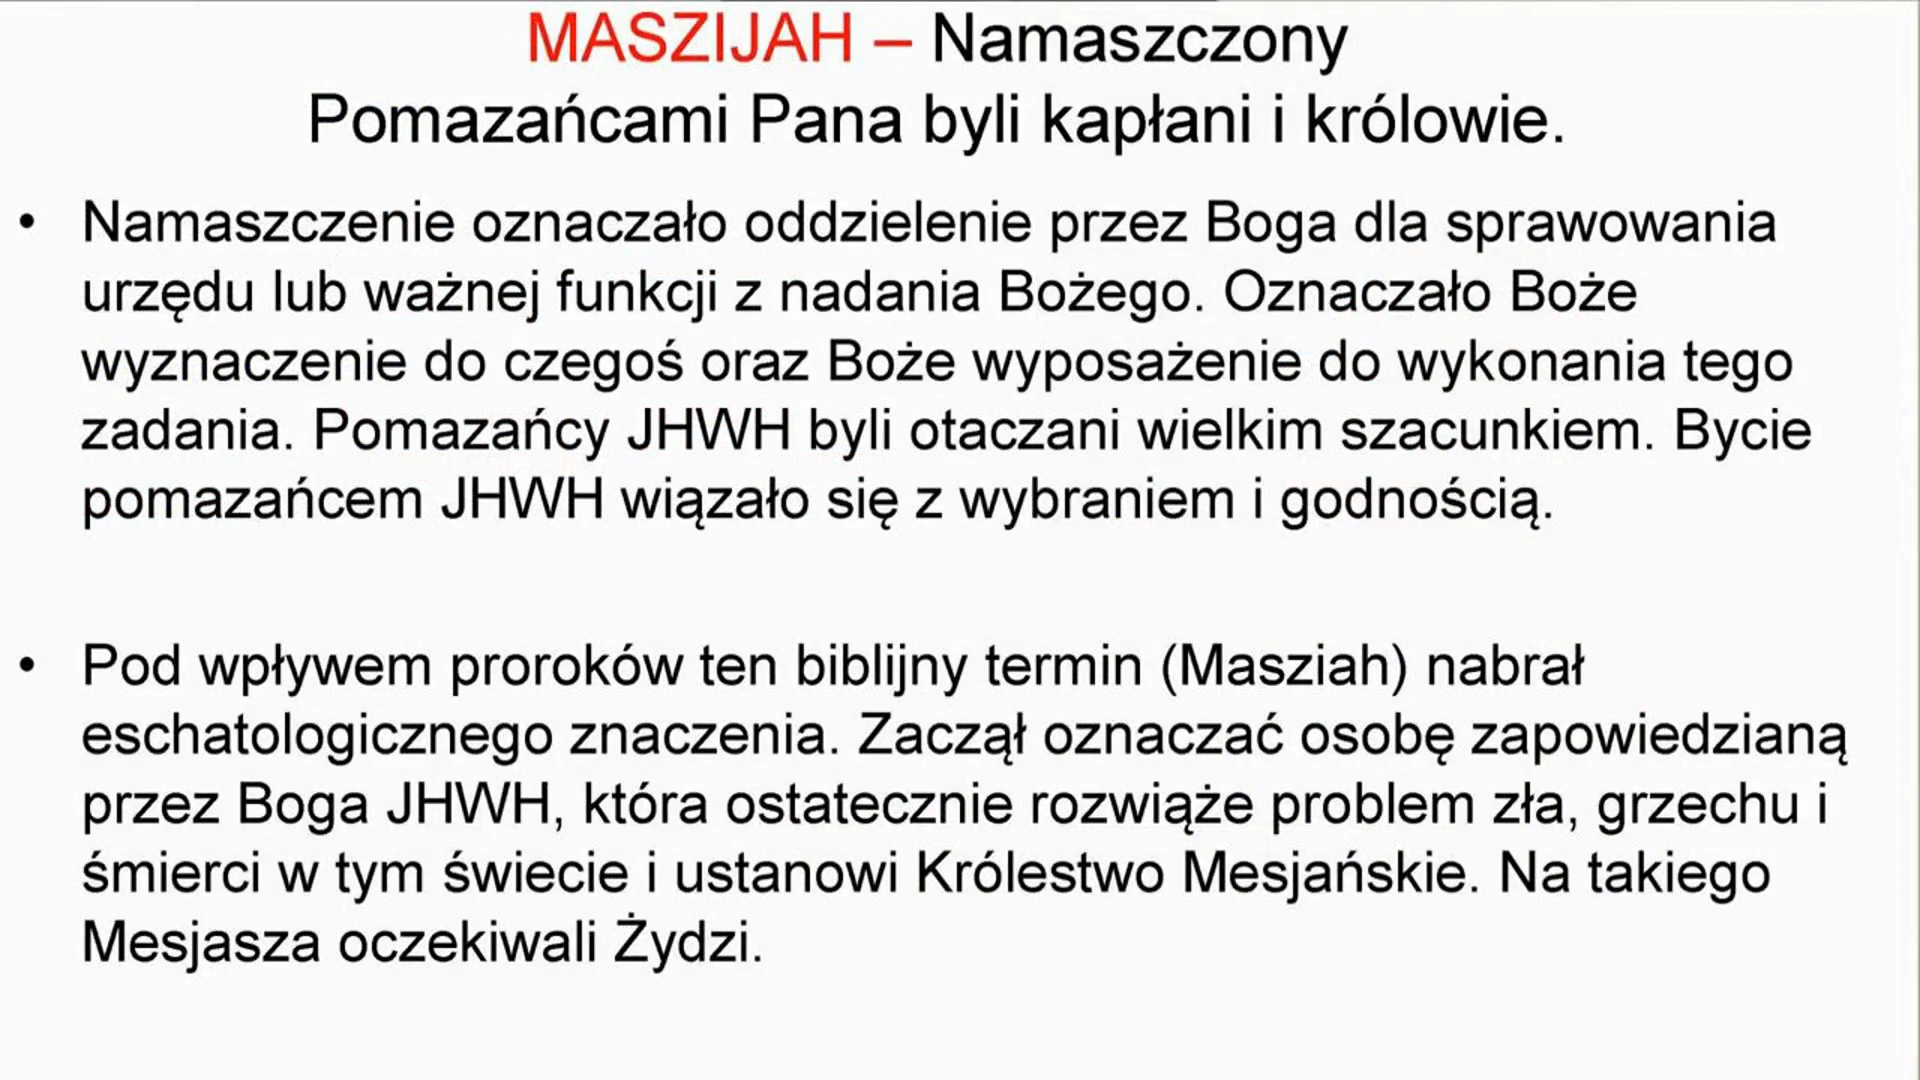 MASZIJAH – Namaszczony
Pomazańcami Pana byli kapłani i królowie.
• Namaszczenie oznaczało oddzielenie przez Boga dla sprawowania
urzędu lub ważnej funkcji z nadania Bożego. Oznaczało Boże
wyznaczenie do czegoś oraz Boże wyposażenie do wykonania tego
zadania. Pomazańcy JHWH byli otaczani wielkim szacunkiem. Bycie
pomazańcem JHWH wiązało się z wybraniem i godnością.
• Pod wpływem proroków ten biblijny termin (Masziah) nabrał
eschatologicznego znaczenia. Zaczął oznaczać osobę zapowiedzianą
przez Boga JHWH, która ostatecznie rozwiąże problem zła, grzechu i
śmierci w tym świecie i ustanowi Królestwo Mesjańskie. Na takiego
Mesjasza oczekiwali Żydzi.